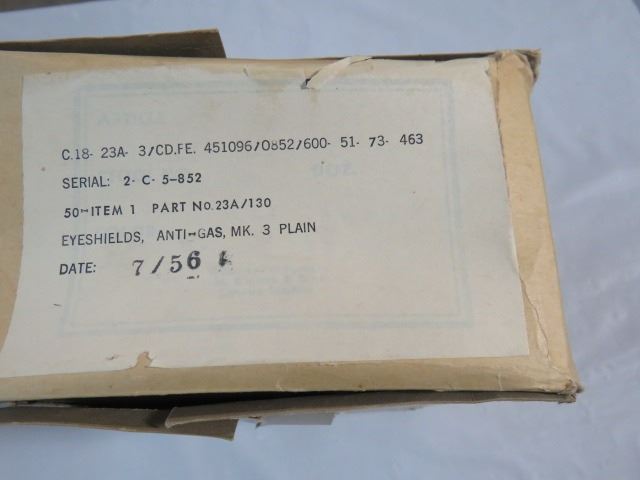 C.18- 23A- 3/CD.FE. 451096/0852/600- 51- 73- 463
SERIAL: 2- C- 5-852
50-ITEM 1 PART No. 23A/130
EYESHIELDS, ANTI-GAS, MK. 3 PLAIN
DATE: 7/56